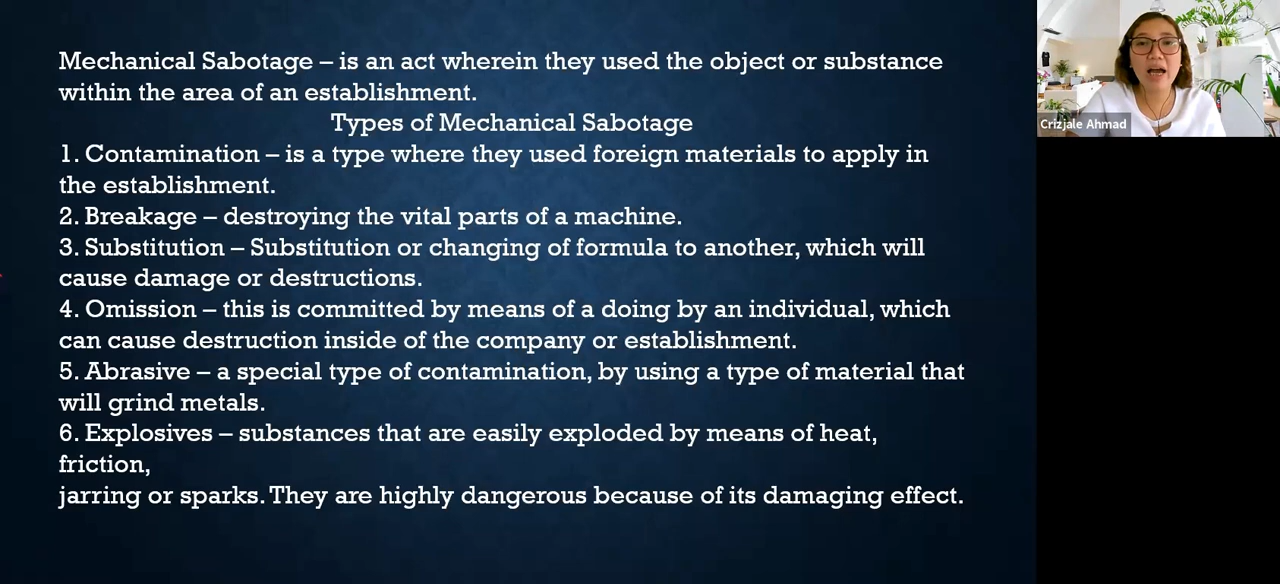 Mechanical Sabotage – is an act wherein they used the object or substance
within the area of an establishment.
Types of Mechanical Sabotage
1. Contamination – is a type where they used foreign materials to apply in
the establishment.
2. Breakage – destroying the vital parts of a machine.
3. Substitution – Substitution or changing of formula to another, which will
cause damage or destructions.
4. Omission – this is committed by means of a doing by an individual, which
can cause destruction inside of the company or establishment.
5. Abrasive – a special type of contamination, by using a type of material that
will grind metals.
6. Explosives – substances that are easily exploded by means of heat,
friction,
jarring or sparks. They are highly dangerous because of its damaging effect.
Crizjale Ahmad